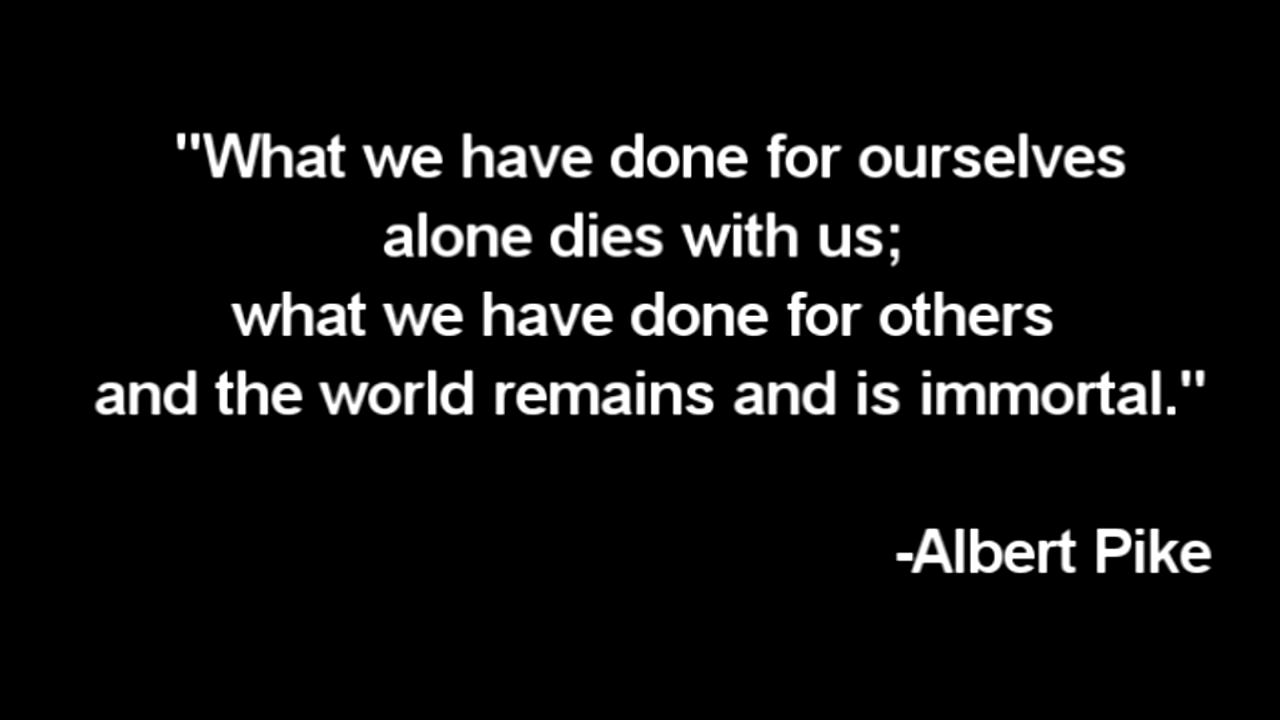 "What we have done for ourselves
alone dies with us;
what we have done for others
and the world remains and is immortal."
-Albert Pike